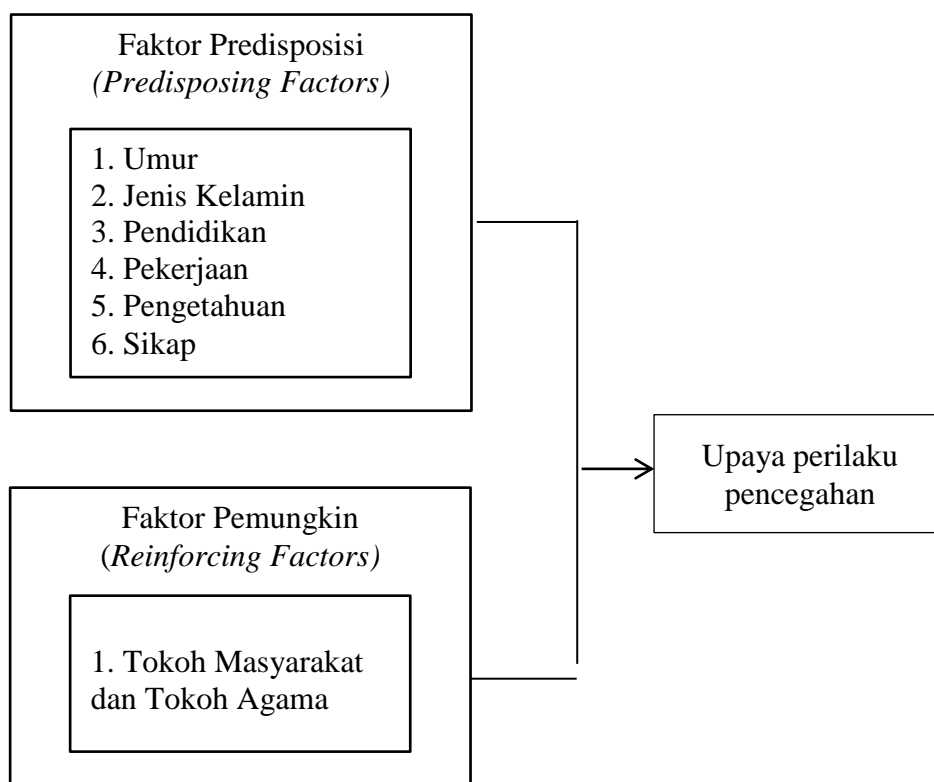 Faktor Predisposisi
(Predisposing Factors)
1. Umur
2. Jenis Kelamin
3. Pendidikan
4. Pekerjaan
5. Pengetahuan
6. Sikap
Faktor Pemungkin
(Reinforcing Factors)
1. Tokoh Masyarakat
dan Tokoh Agama
Upaya perilaku
pencegahan